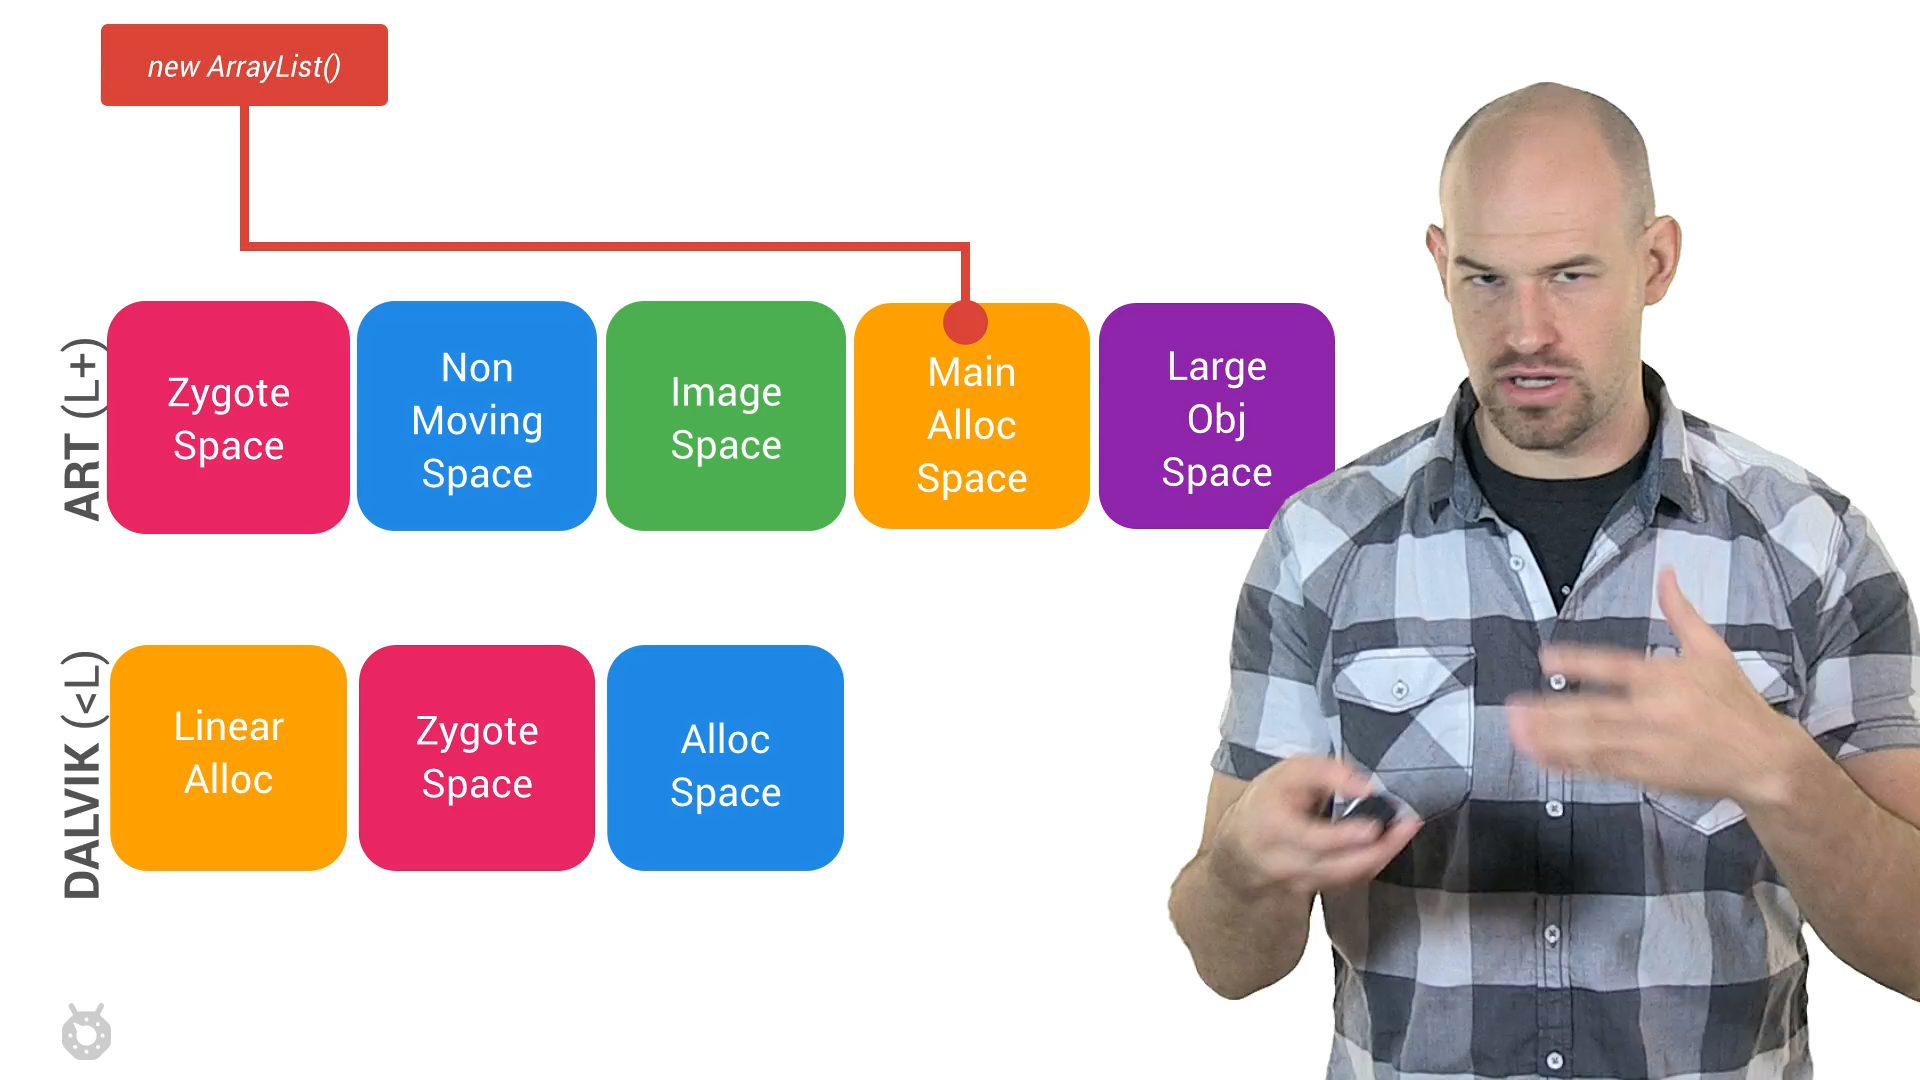 new ArrayList()
ART (L+)
Zygote
Space
Non
Moving
Space
Image
Space
Main
Alloc
Space
Large
Obj
Space
DALVIK (<L)
Linear
Alloc
Zygote
Space
Alloc
Space